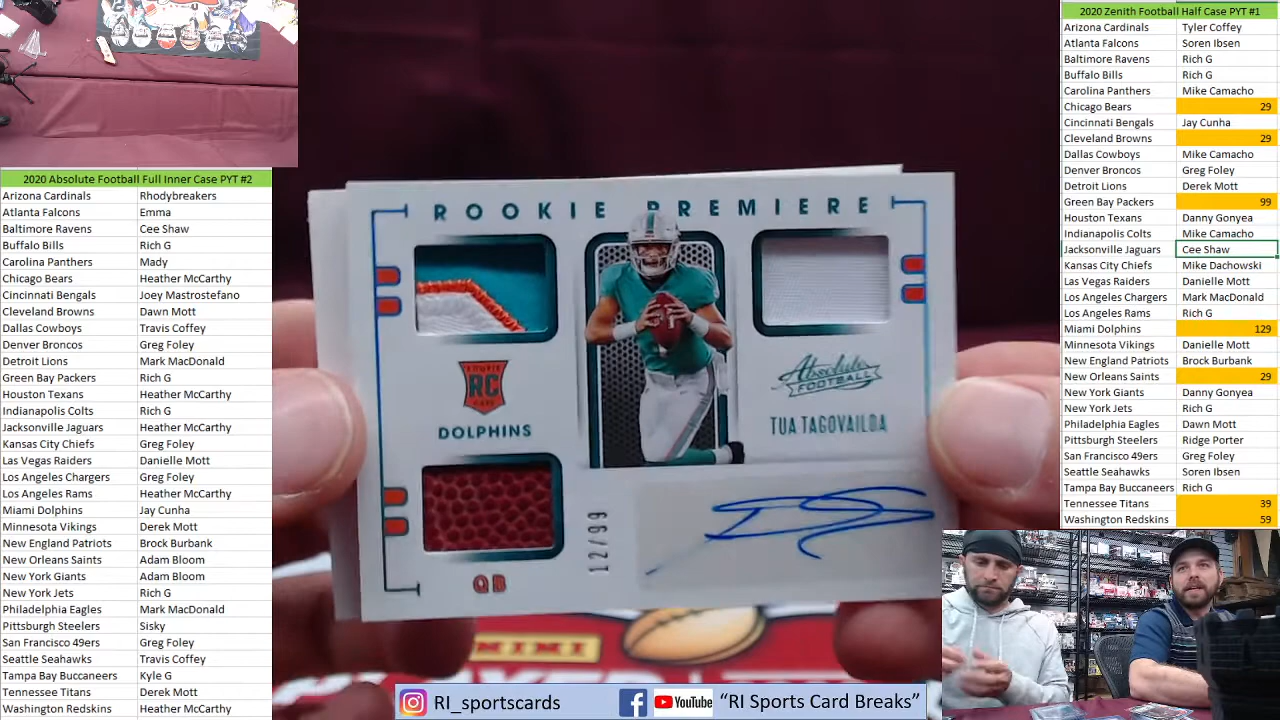 2020 Absolute Football Full Inner Case PYT #2
Arizona Cardinals Rhodybreakers
Atlanta Falcons Emma
Baltimore Ravens Cee Shaw
Buffalo Bills Rich G
Carolina Panthers Mady
Chicago Bears Heather McCarthy
Cincinnati Bengals Joey Mastrostefano
Cleveland Browns Dawn Mott
Dallas Cowboys Travis Coffey
Denver Broncos Greg Foley
Detroit Lions Mark MacDonald
Green Bay Packers Rich G
Houston Texans Heather McCarthy
Indianapolis Colts Rich G
Jacksonville Jaguars Heather McCarthy
Kansas City Chiefs Greg Foley
Las Vegas Raiders Danielle Mott
Los Angeles Chargers Greg Foley
Los Angeles Rams Heather McCarthy
Miami Dolphins Jay Cunha
Minnesota Vikings Derek Mott
New England Patriots Brock Burbank
New Orleans Saints Adam Bloom
New York Giants Adam Bloom
New York Jets Rich G
Philadelphia Eagles Mark MacDonald
Pittsburgh Steelers Sisky
San Francisco 49ers Greg Foley
Seattle Seahawks Travis Coffey
Tampa Bay Buccaneers Kyle G
Tennessee Titans Derek Mott
Washington Redskins Heather McCarthy
ROOKIE PREMIERE
ROOKIE
RC
DOLPHINS
Absolute
FOOTBALL
TUA TAGOVAILOA
12/99
QB
PANINI
RI_sportscards
YouTube
"RI Sports Card Breaks"
2020 Zenith Football Half Case PYT #1
Arizona Cardinals Tyler Coffey
Atlanta Falcons Soren Ibsen
Baltimore Ravens Rich G
Buffalo Bills Rich G
Carolina Panthers Mike Camacho
Chicago Bears 29
Cincinnati Bengals Jay Cunha
Cleveland Browns 29
Dallas Cowboys Mike Camacho
Denver Broncos Greg Foley
Detroit Lions Derek Mott
Green Bay Packers 99
Houston Texans Danny Gonyea
Indianapolis Colts Mike Camacho
Jacksonville Jaguars Cee Shaw
Kansas City Chiefs Mike Dachowski
Las Vegas Raiders Danielle Mott
Los Angeles Chargers Mark MacDonald
Los Angeles Rams Rich G
Miami Dolphins 129
Minnesota Vikings Danielle Mott
New England Patriots Brock Burbank
New Orleans Saints 29
New York Giants Danny Gonyea
New York Jets Rich G
Philadelphia Eagles Dawn Mott
Pittsburgh Steelers Ridge Porter
San Francisco 49ers Greg Foley
Seattle Seahawks Soren Ibsen
Tampa Bay Buccaneers Rich G
Tennessee Titans 39
Washington Redskins 59